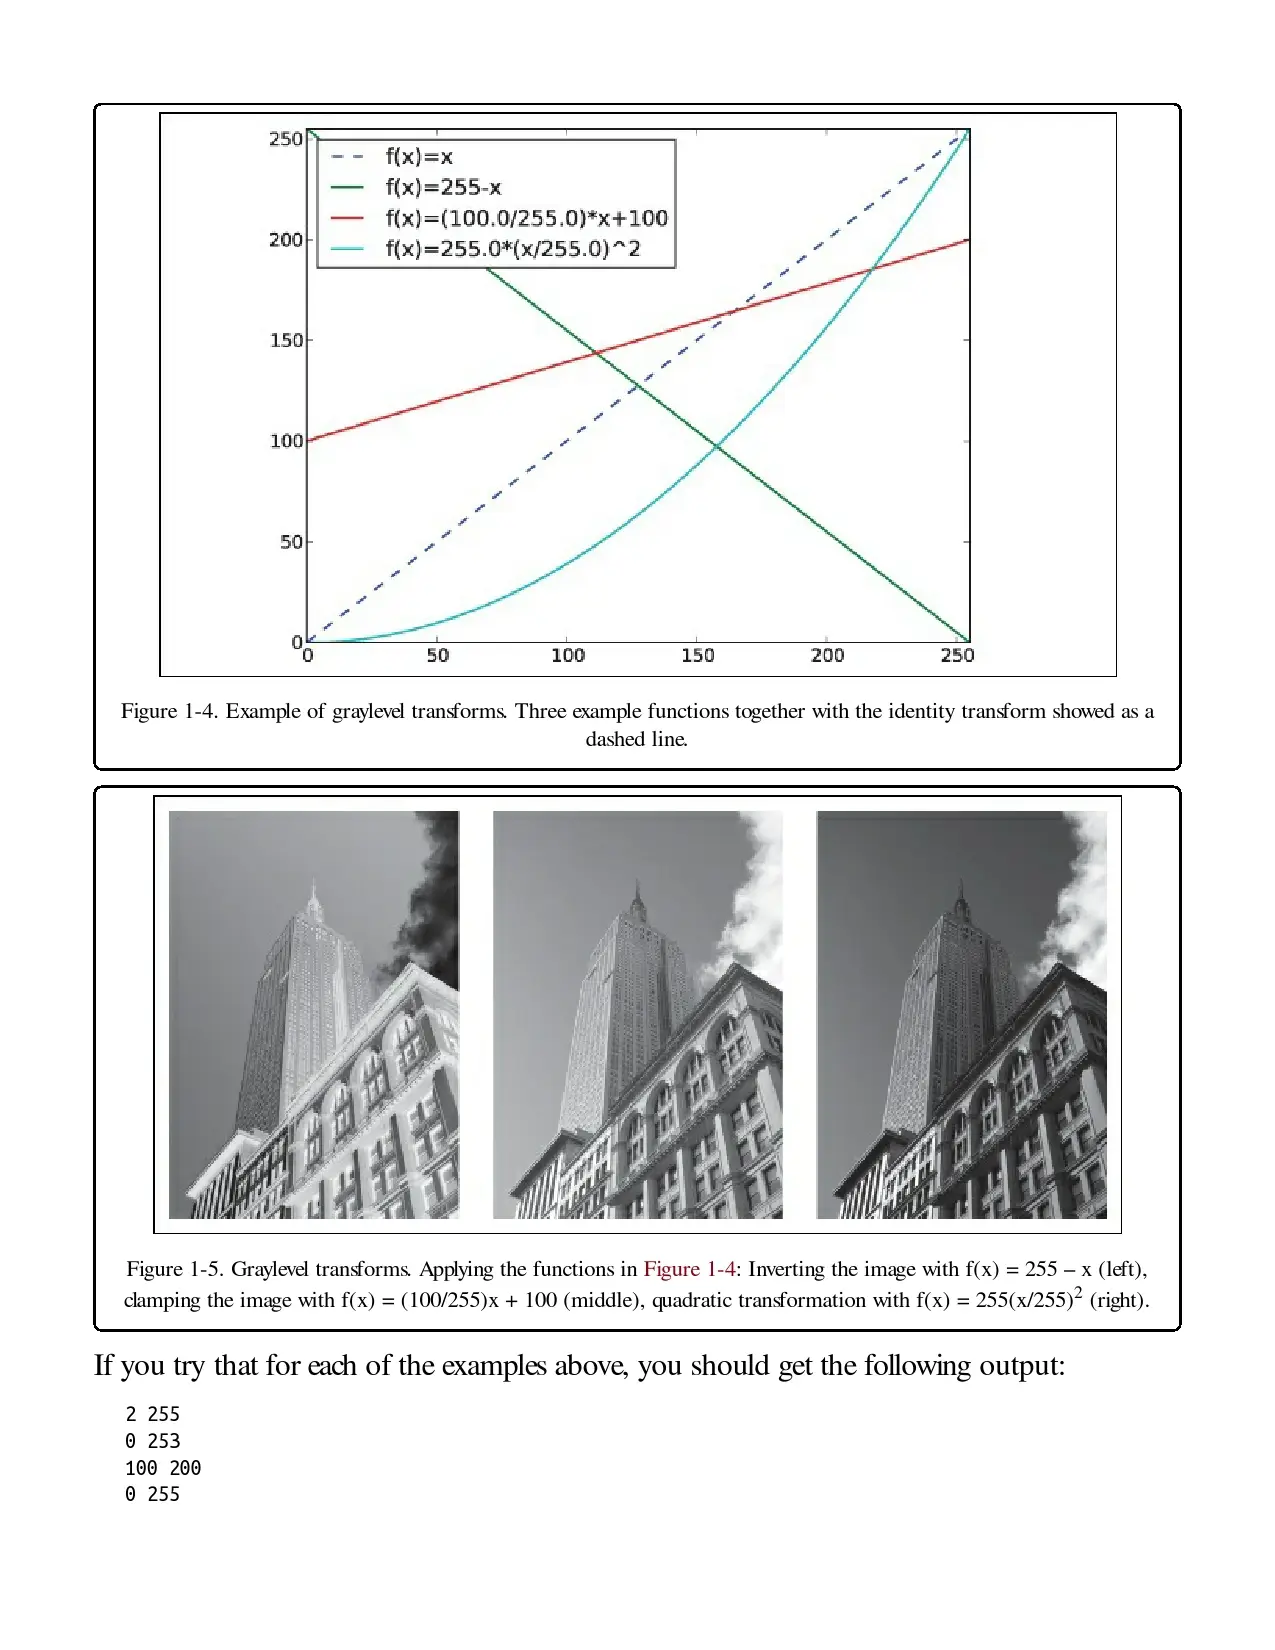 250
200
150
100
50
0
f(x)=x
f(x)=255-x
f(x)=(100.0/255.0)*x+100
f(x)=255.0*(x/255.0)^2
0 50 100 150 200 250
Figure 1-4. Example of graylevel transforms. Three example functions together with the identity transform showed as a
dashed line.
Figure 1-5. Graylevel transforms. Applying the functions in Figure 1-4: Inverting the image with f(x) = 255 – x (left),
clamping the image with f(x) = (100/255)x + 100 (middle), quadratic transformation with f(x) = 255(x/255)² (right).
If you try that for each of the examples above, you should get the following output:
2 255
0 253
100 200
0 255